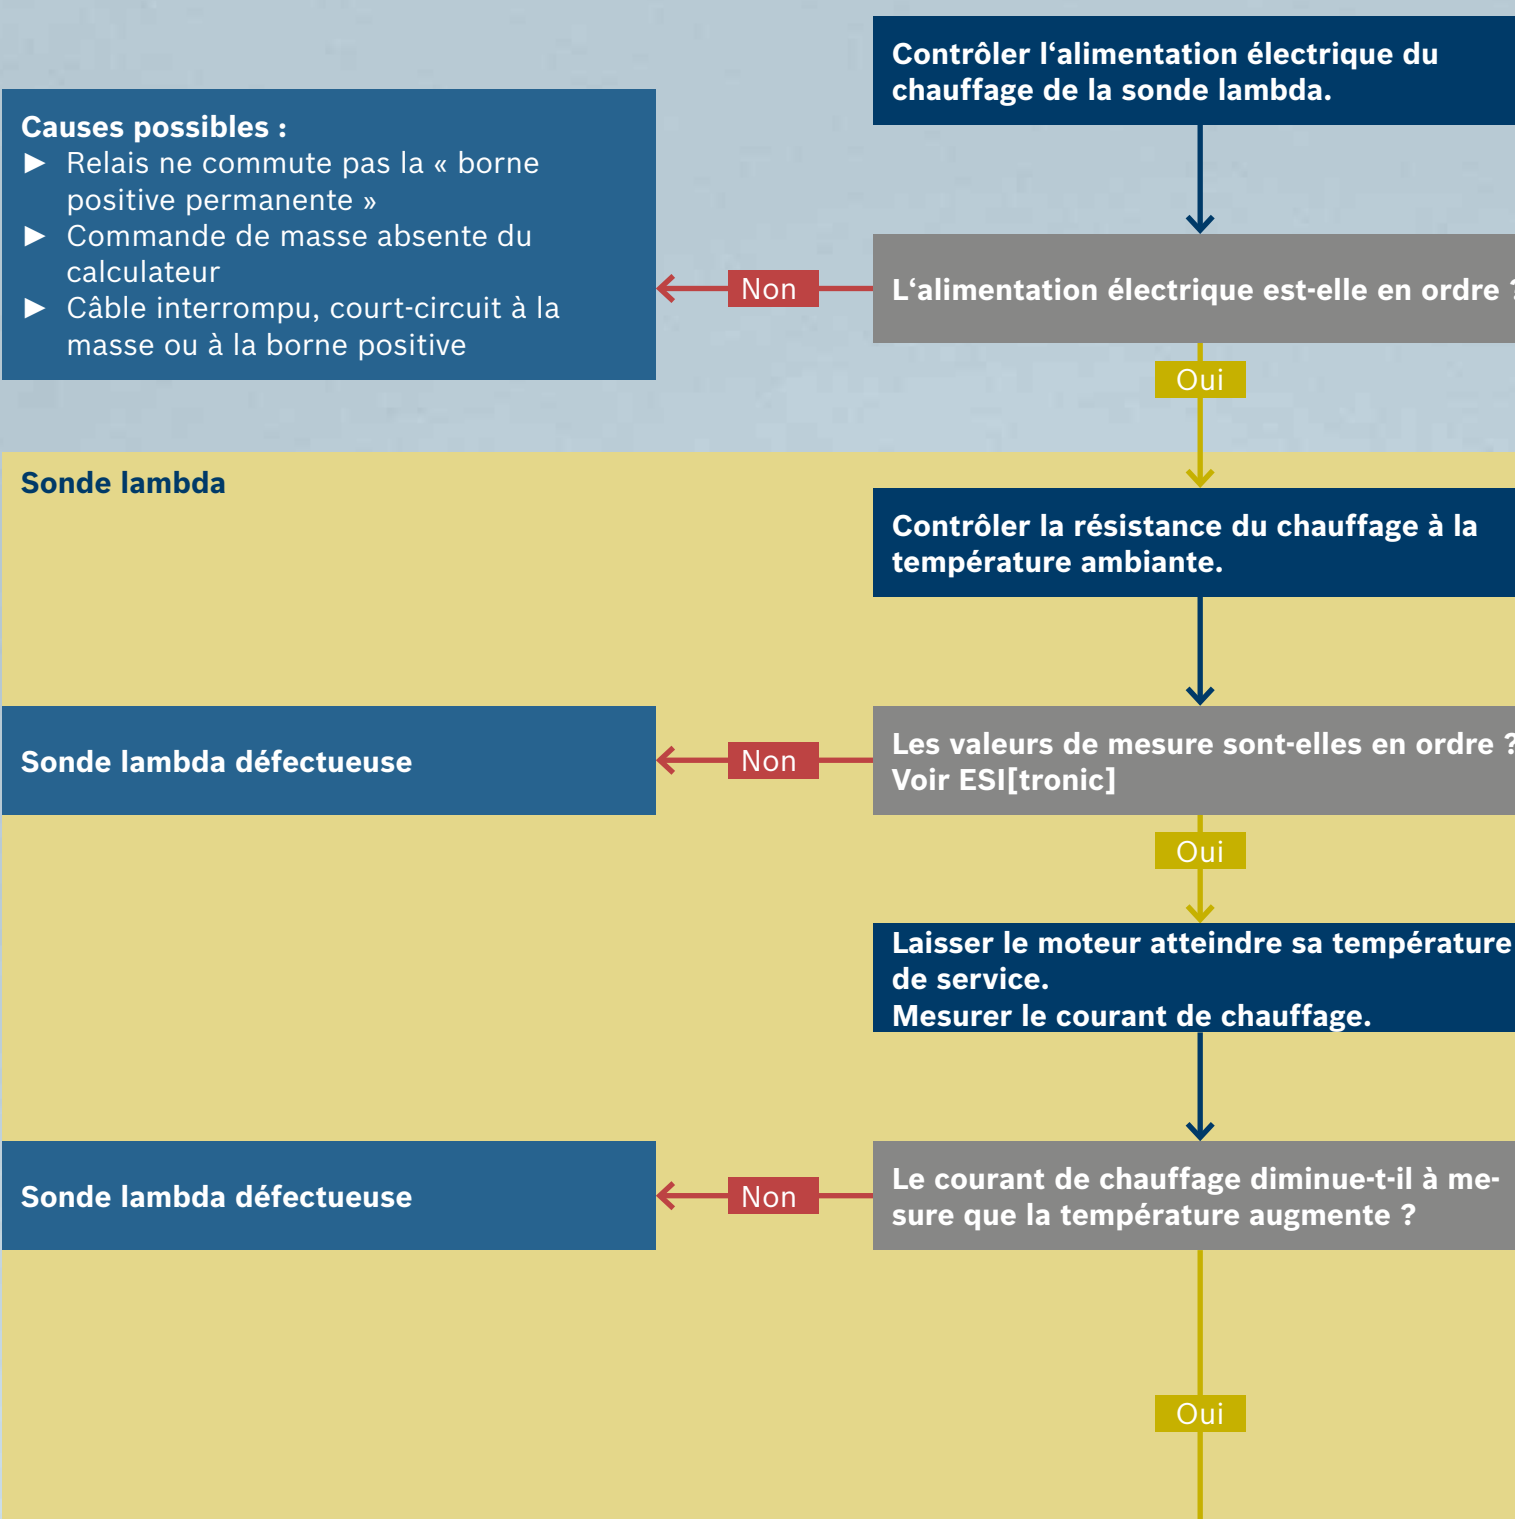 Contrôler l‘alimentation électrique du
chauffage de la sonde lambda.
Causes possibles :
► Relais ne commute pas la « borne
positive permanente »
► Commande de masse absente du
calculateur
► Câble interrompu, court-circuit à la
masse ou à la borne positive
Non
L‘alimentation électrique est-elle en ordre ?
Oui
Sonde lambda
Contrôler la résistance du chauffage à la
température ambiante.
Sonde lambda défectueuse
Non
Les valeurs de mesure sont-elles en ordre ?
Voir ESI[tronic]
Oui
Laisser le moteur atteindre sa température
de service.
Mesurer le courant de chauffage.
Sonde lambda défectueuse
Non
Le courant de chauffage diminue-t-il à me-
sure que la température augmente ?
Oui